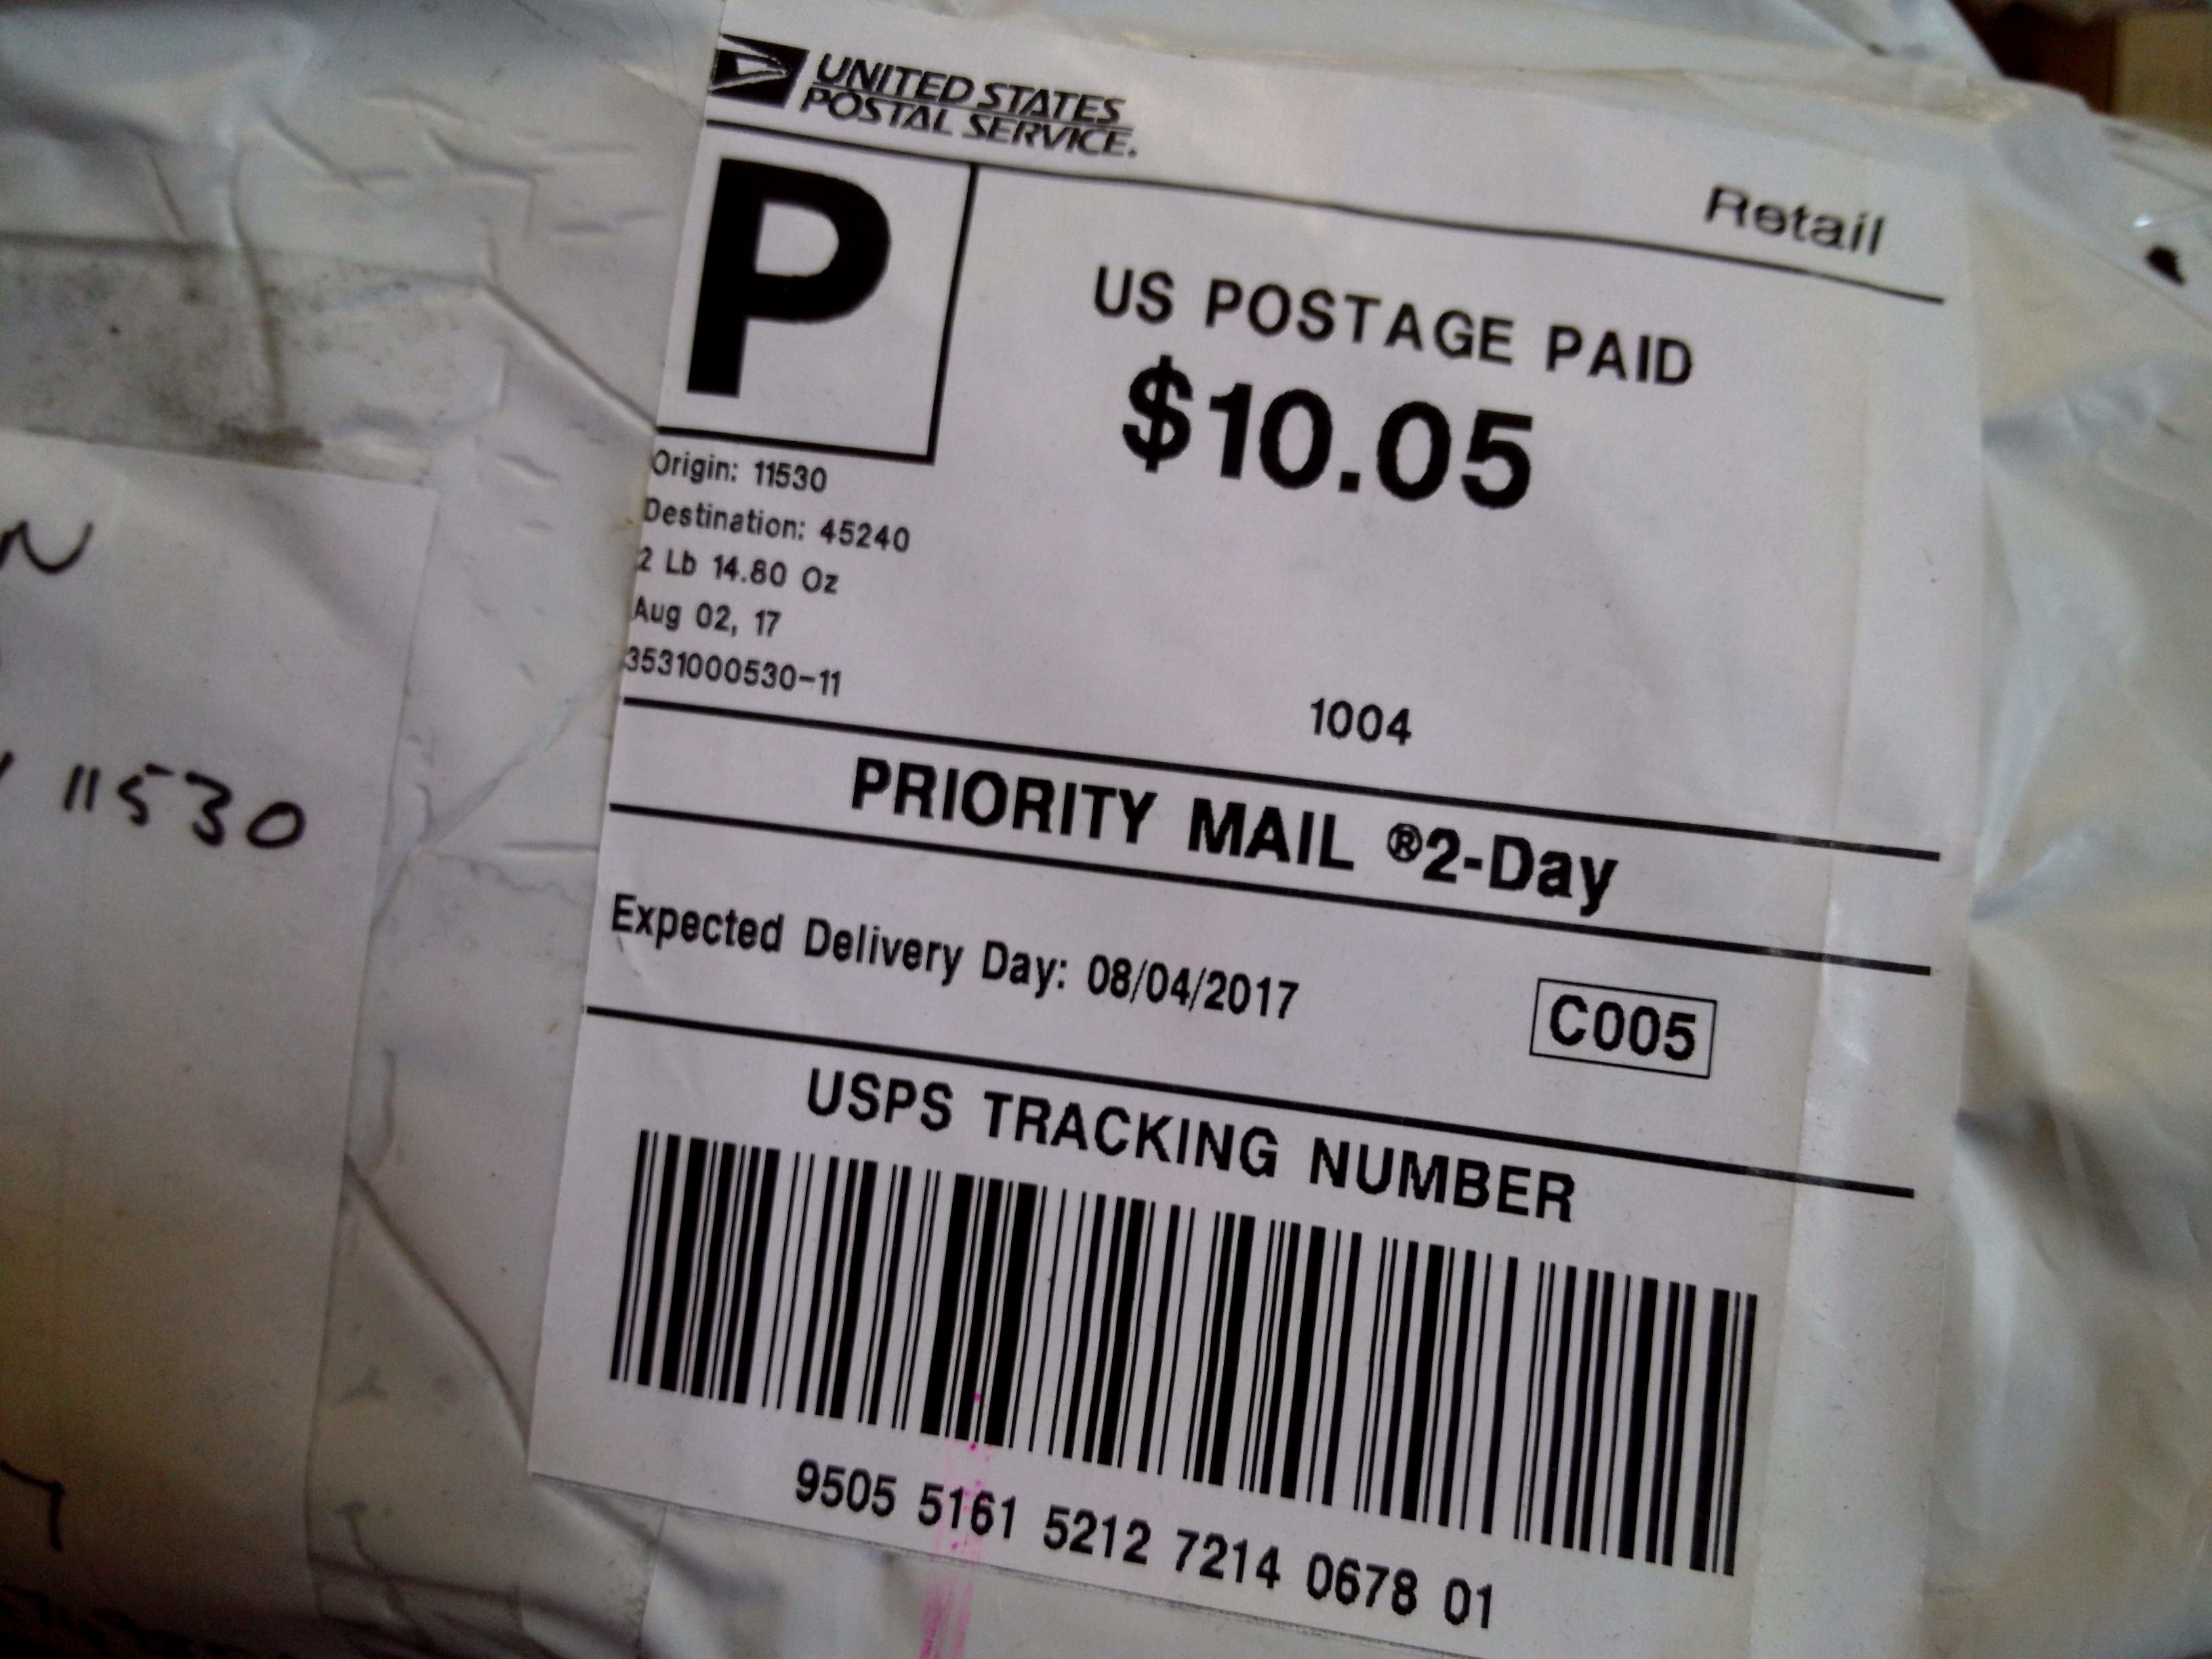 UNITED STATES
POSTAL SERVICE.
Retail
P
US POSTAGE PAID
$10.05
Origin: 11530
Destination: 45240
2 Lb 14.80 Oz
Aug 02, 17
3531000530-11
1004
PRIORITY MAIL ®2-Day
Expected Delivery Day: 08/04/2017
C005
USPS TRACKING NUMBER
9505 5161 5212 7214 0678 01
11530